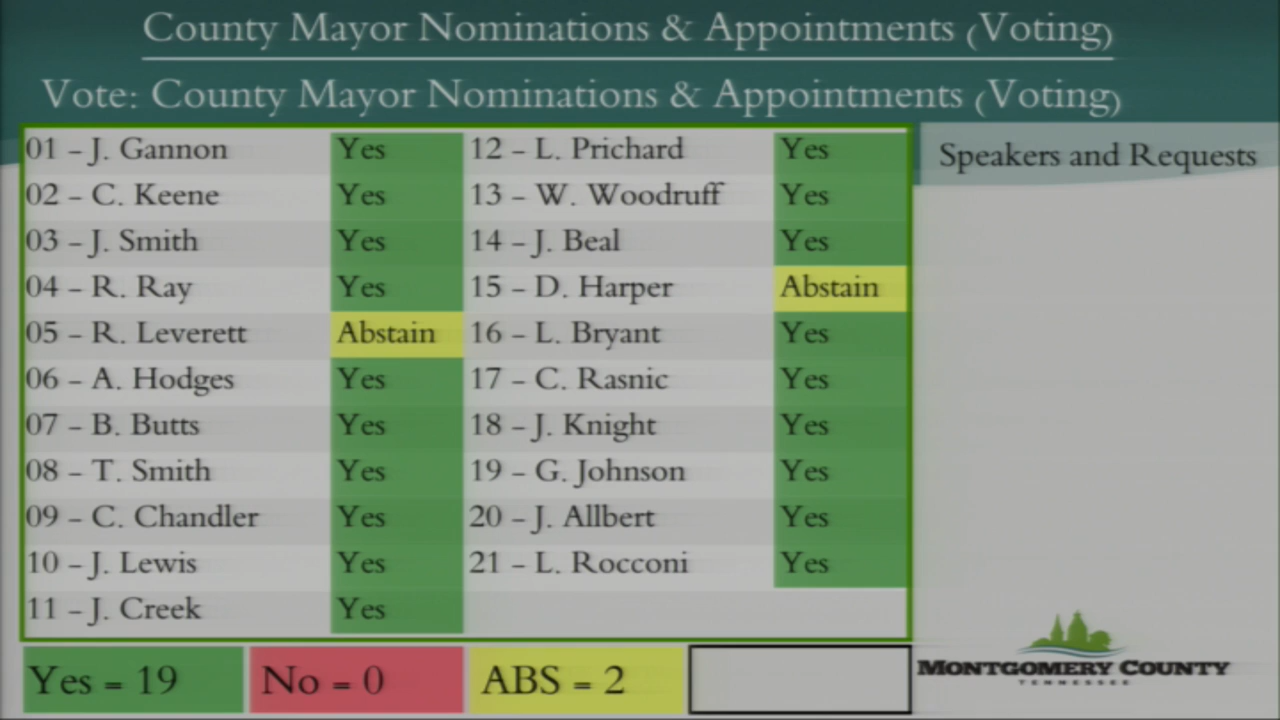 County Mayor Nominations & Appointments (Voting)
Vote: County Mayor Nominations & Appointments (Voting)
01 - J. Gannon Yes 12 - L. Prichard Yes
02 - C. Keene Yes 13 - W. Woodruff Yes
03 - J. Smith Yes 14 - J. Beal Yes
04 - R. Ray Yes 15 - D. Harper Abstain
05 - R. Leverett Abstain 16 - L. Bryant Yes
06 - A. Hodges Yes 17 - C. Rasnic Yes
07 - B. Butts Yes 18 - J. Knight Yes
08 - T. Smith Yes 19 - G. Johnson Yes
09 - C. Chandler Yes 20 - J. Allbert Yes
10 - J. Lewis Yes 21 - L. Rocconi Yes
11 - J. Creek Yes
Yes = 19 No = 0 ABS = 2
Speakers and Requests
MONTGOMERY COUNTY
TENNESSEE